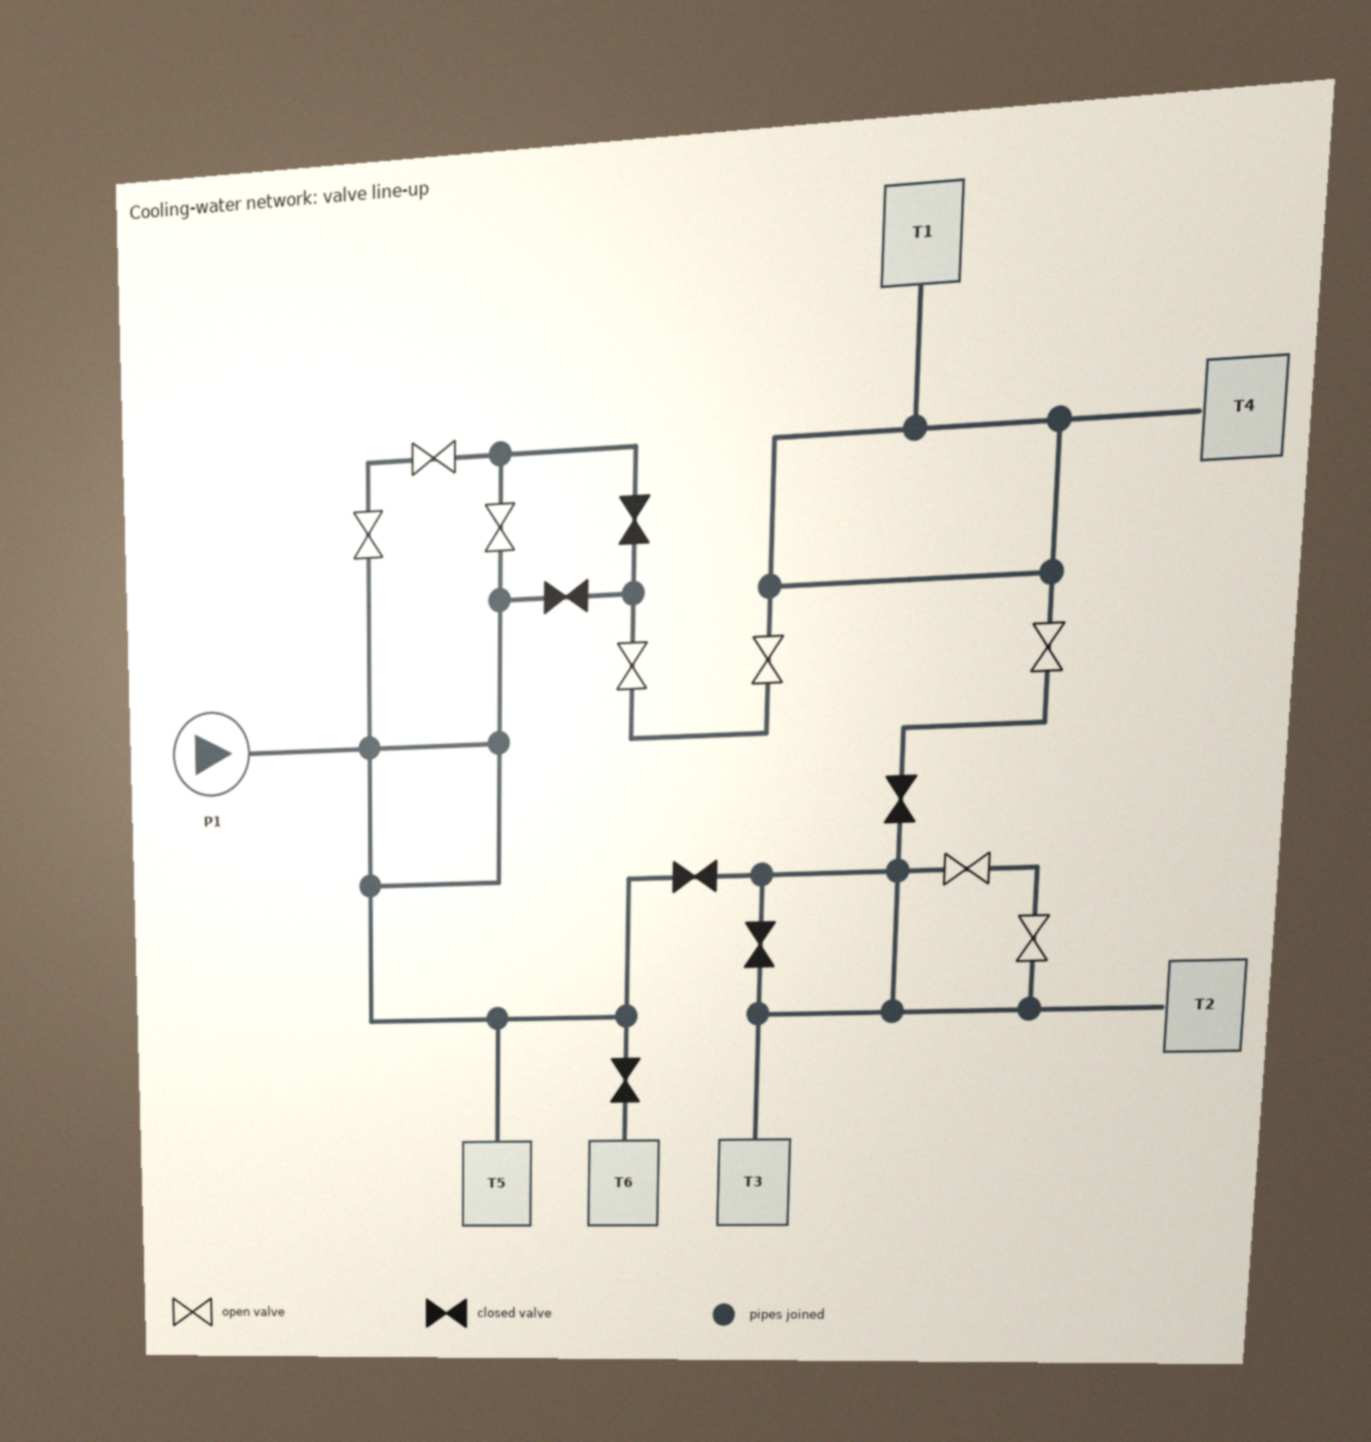 Cooling-water network: valve line-up
T1
T4
P1
T2
T5
T6
T3
open valve
closed valve
pipes joined